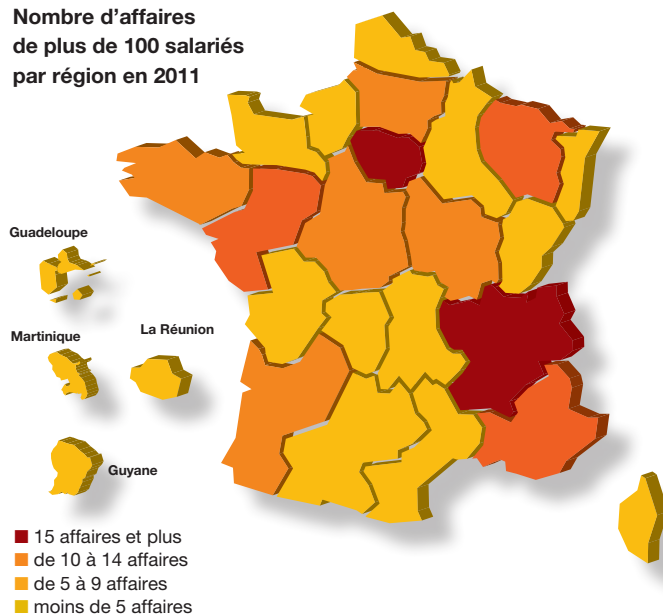 Nombre d’affaires
de plus de 100 salariés
par région en 2011
Guadeloupe
Martinique
La Réunion
Guyane
15 affaires et plus
de 10 à 14 affaires
de 5 à 9 affaires
moins de 5 affaires